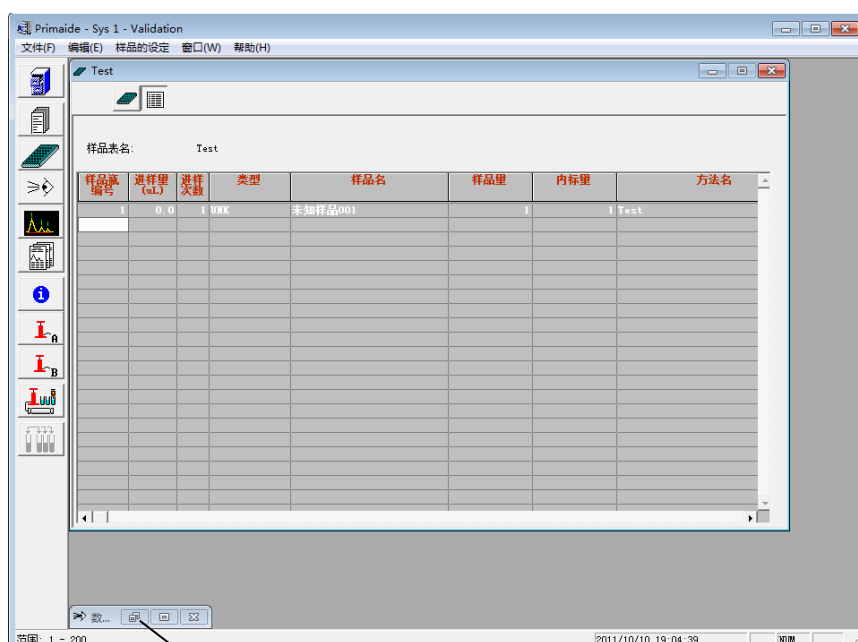 Primaide - Sys 1 - Validation
文件(F) 编辑(E) 样品的设定 窗口(W) 帮助(H)
Test
样品表名: Test
样品瓶编号 进样量(uL) 进样次数 类型 样品名 样品量 内标量 方法名
1 0.0 1 UNK 未知样品001 1 1 Test
A
B
数...
范围: 1 - 200 2011/10/10 19:04:39 NUM